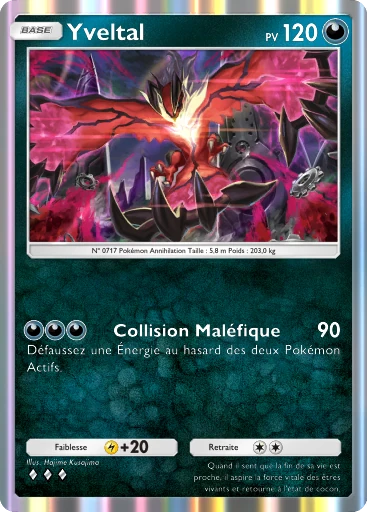 BASE Yveltal PV 120
N° 0717 Pokémon Annihilation Taille : 5,8 m Poids : 203,0 kg
Collision Maléfique 90
Défaussez une Énergie au hasard des deux Pokémon
Actifs.
Faiblesse +20 Retraite
Illus. Hajime Kusajima
Quand il sent que la fin de sa vie est
proche, il aspire la force vitale des êtres
vivants et retourne à l'état de cocon.